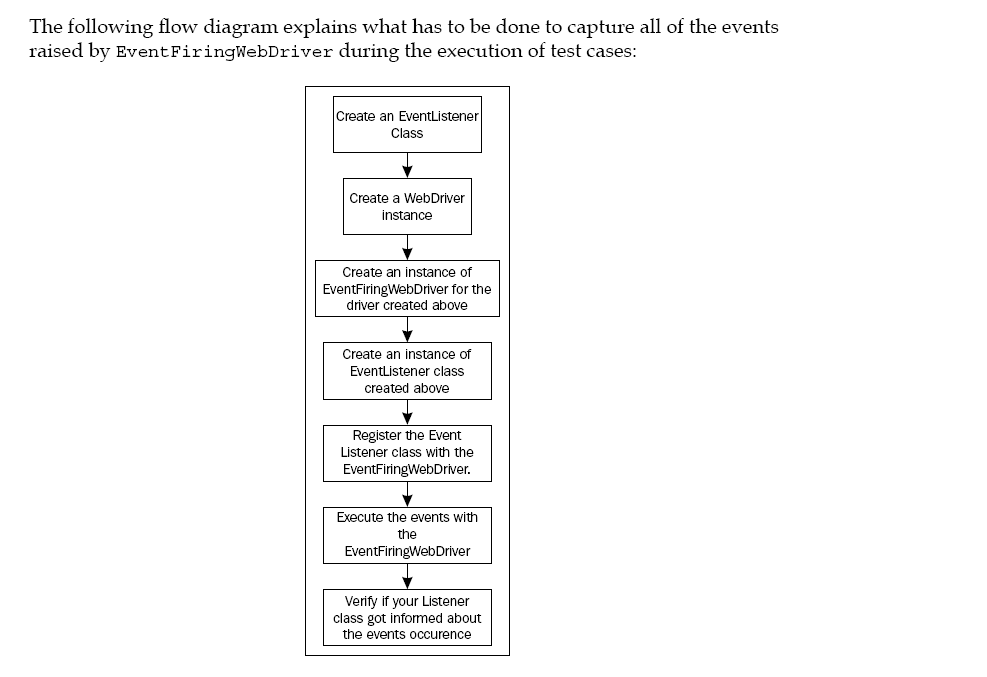 The following flow diagram explains what has to be done to capture all of the events
raised by EventFiringWebDriver during the execution of test cases:
Create an EventListener
Class
Create a WebDriver
instance
Create an instance of
EventFiringWebDriver for the
driver created above
Create an instance of
EventListener class
created above
Register the Event
Listener class with the
EventFiringWebDriver.
Execute the events with
the
EventFiringWebDriver
Verify if your Listener
class got informed about
the events occurence